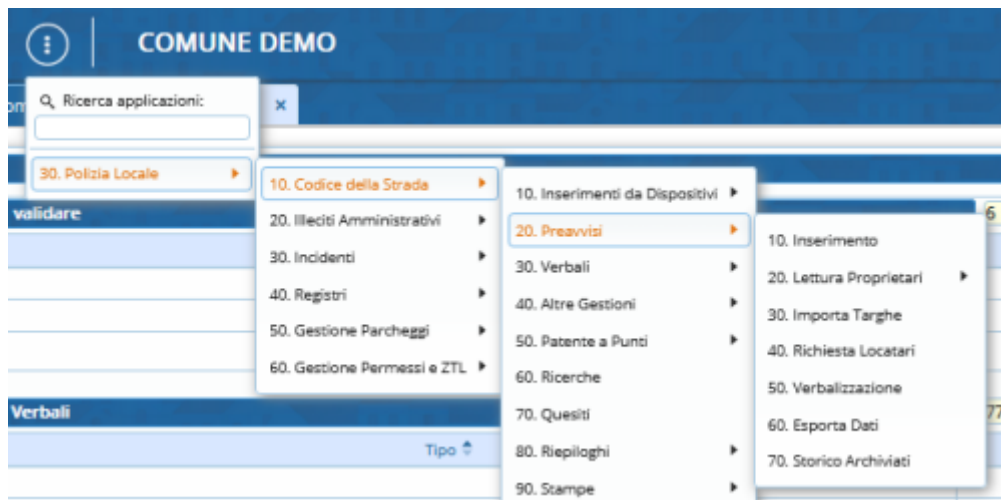 COMUNE DEMO
Ricerca applicazioni:
30. Polizia Locale
validare
10. Codice della Strada
20. Illeciti Amministrativi
30. Incidenti
40. Registri
50. Gestione Parcheggi
60. Gestione Permessi e ZTL
10. Inserimenti da Dispositivi
20. Preavvisi
30. Verbali
40. Altre Gestioni
50. Patente a Punti
60. Ricerche
70. Quesiti
80. Riepiloghi
90. Stampe
10. Inserimento
20. Lettura Proprietari
30. Importa Targhe
40. Richiesta Locatari
50. Verbalizzazione
60. Esporta Dati
70. Storico Archiviati
6
Verbali
77
Tipo